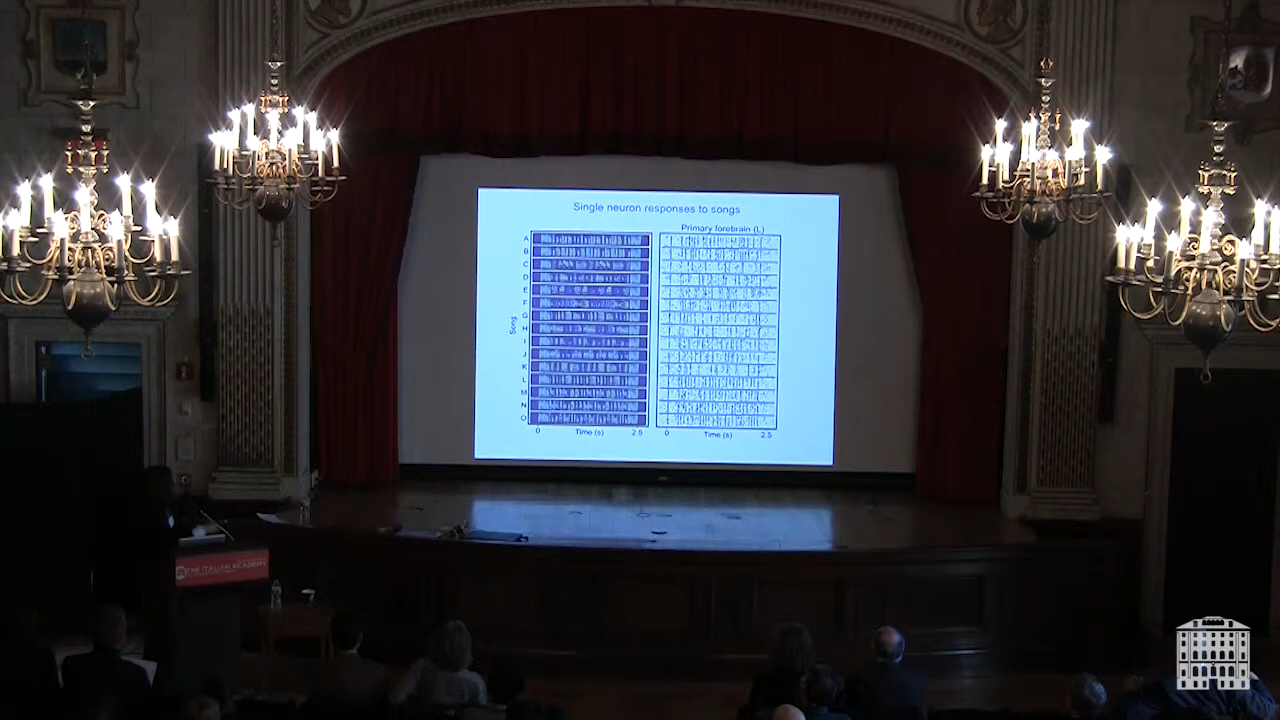 Single neuron responses to songs
Primary forebrain (L)
Song
A
B
C
D
E
F
G
H
I
J
K
L
M
N
O
0
Time (s)
2.5
0
Time (s)
2.5
THE ITALIAN ACADEMY